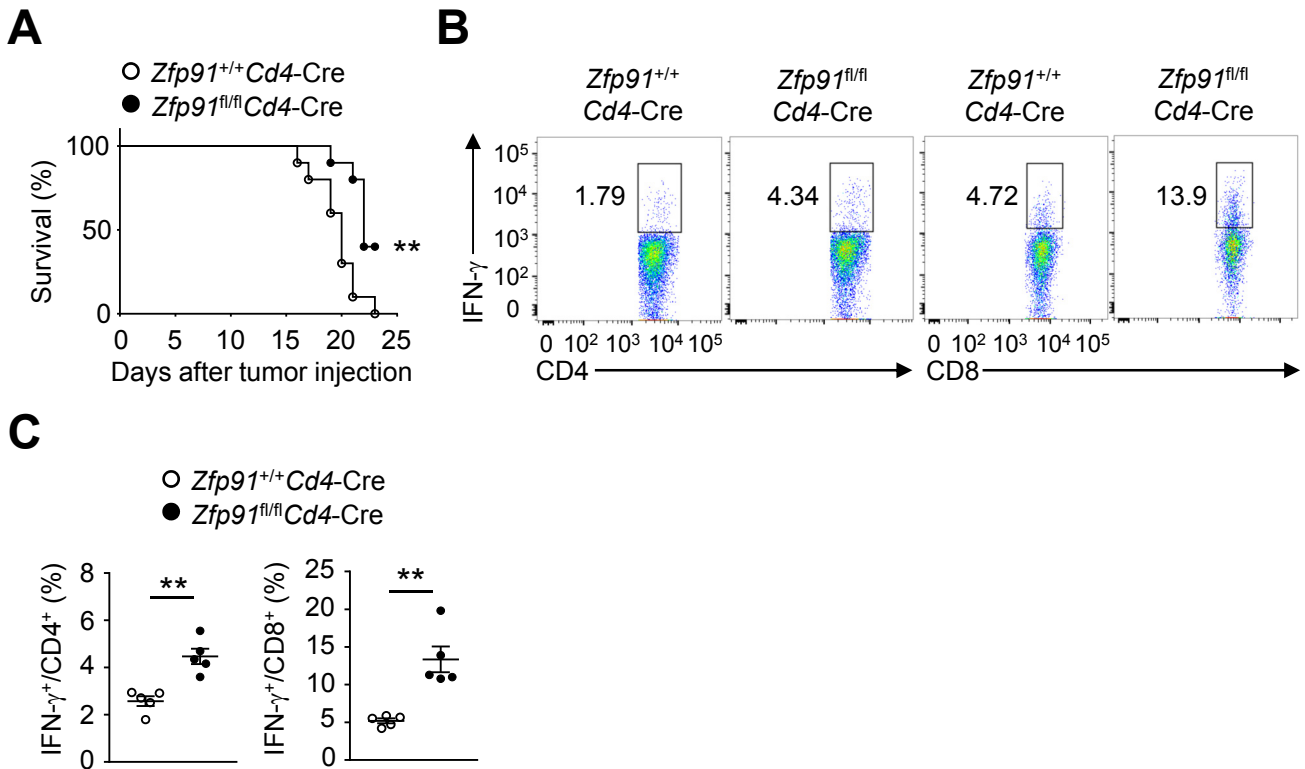 A
Zfp91+/+Cd4-Cre
Zfp91fl/flCd4-Cre
Survival (%)
100
50
0
0 5 10 15 20 25
Days after tumor injection
**
B
Zfp91+/+ Cd4-Cre
Zfp91fl/fl Cd4-Cre
Zfp91+/+ Cd4-Cre
Zfp91fl/fl Cd4-Cre
IFN-γ
10⁵
10⁴
10³
10²
0
1.79
4.34
4.72
13.9
0 10² 10³ 10⁴ 10⁵
0 10² 10³ 10⁴ 10⁵
CD4
CD8
C
Zfp91+/+Cd4-Cre
Zfp91fl/flCd4-Cre
IFN-γ+/CD4+ (%)
8
6
4
2
0
**
IFN-γ+/CD8+ (%)
25
20
15
10
5
0
**